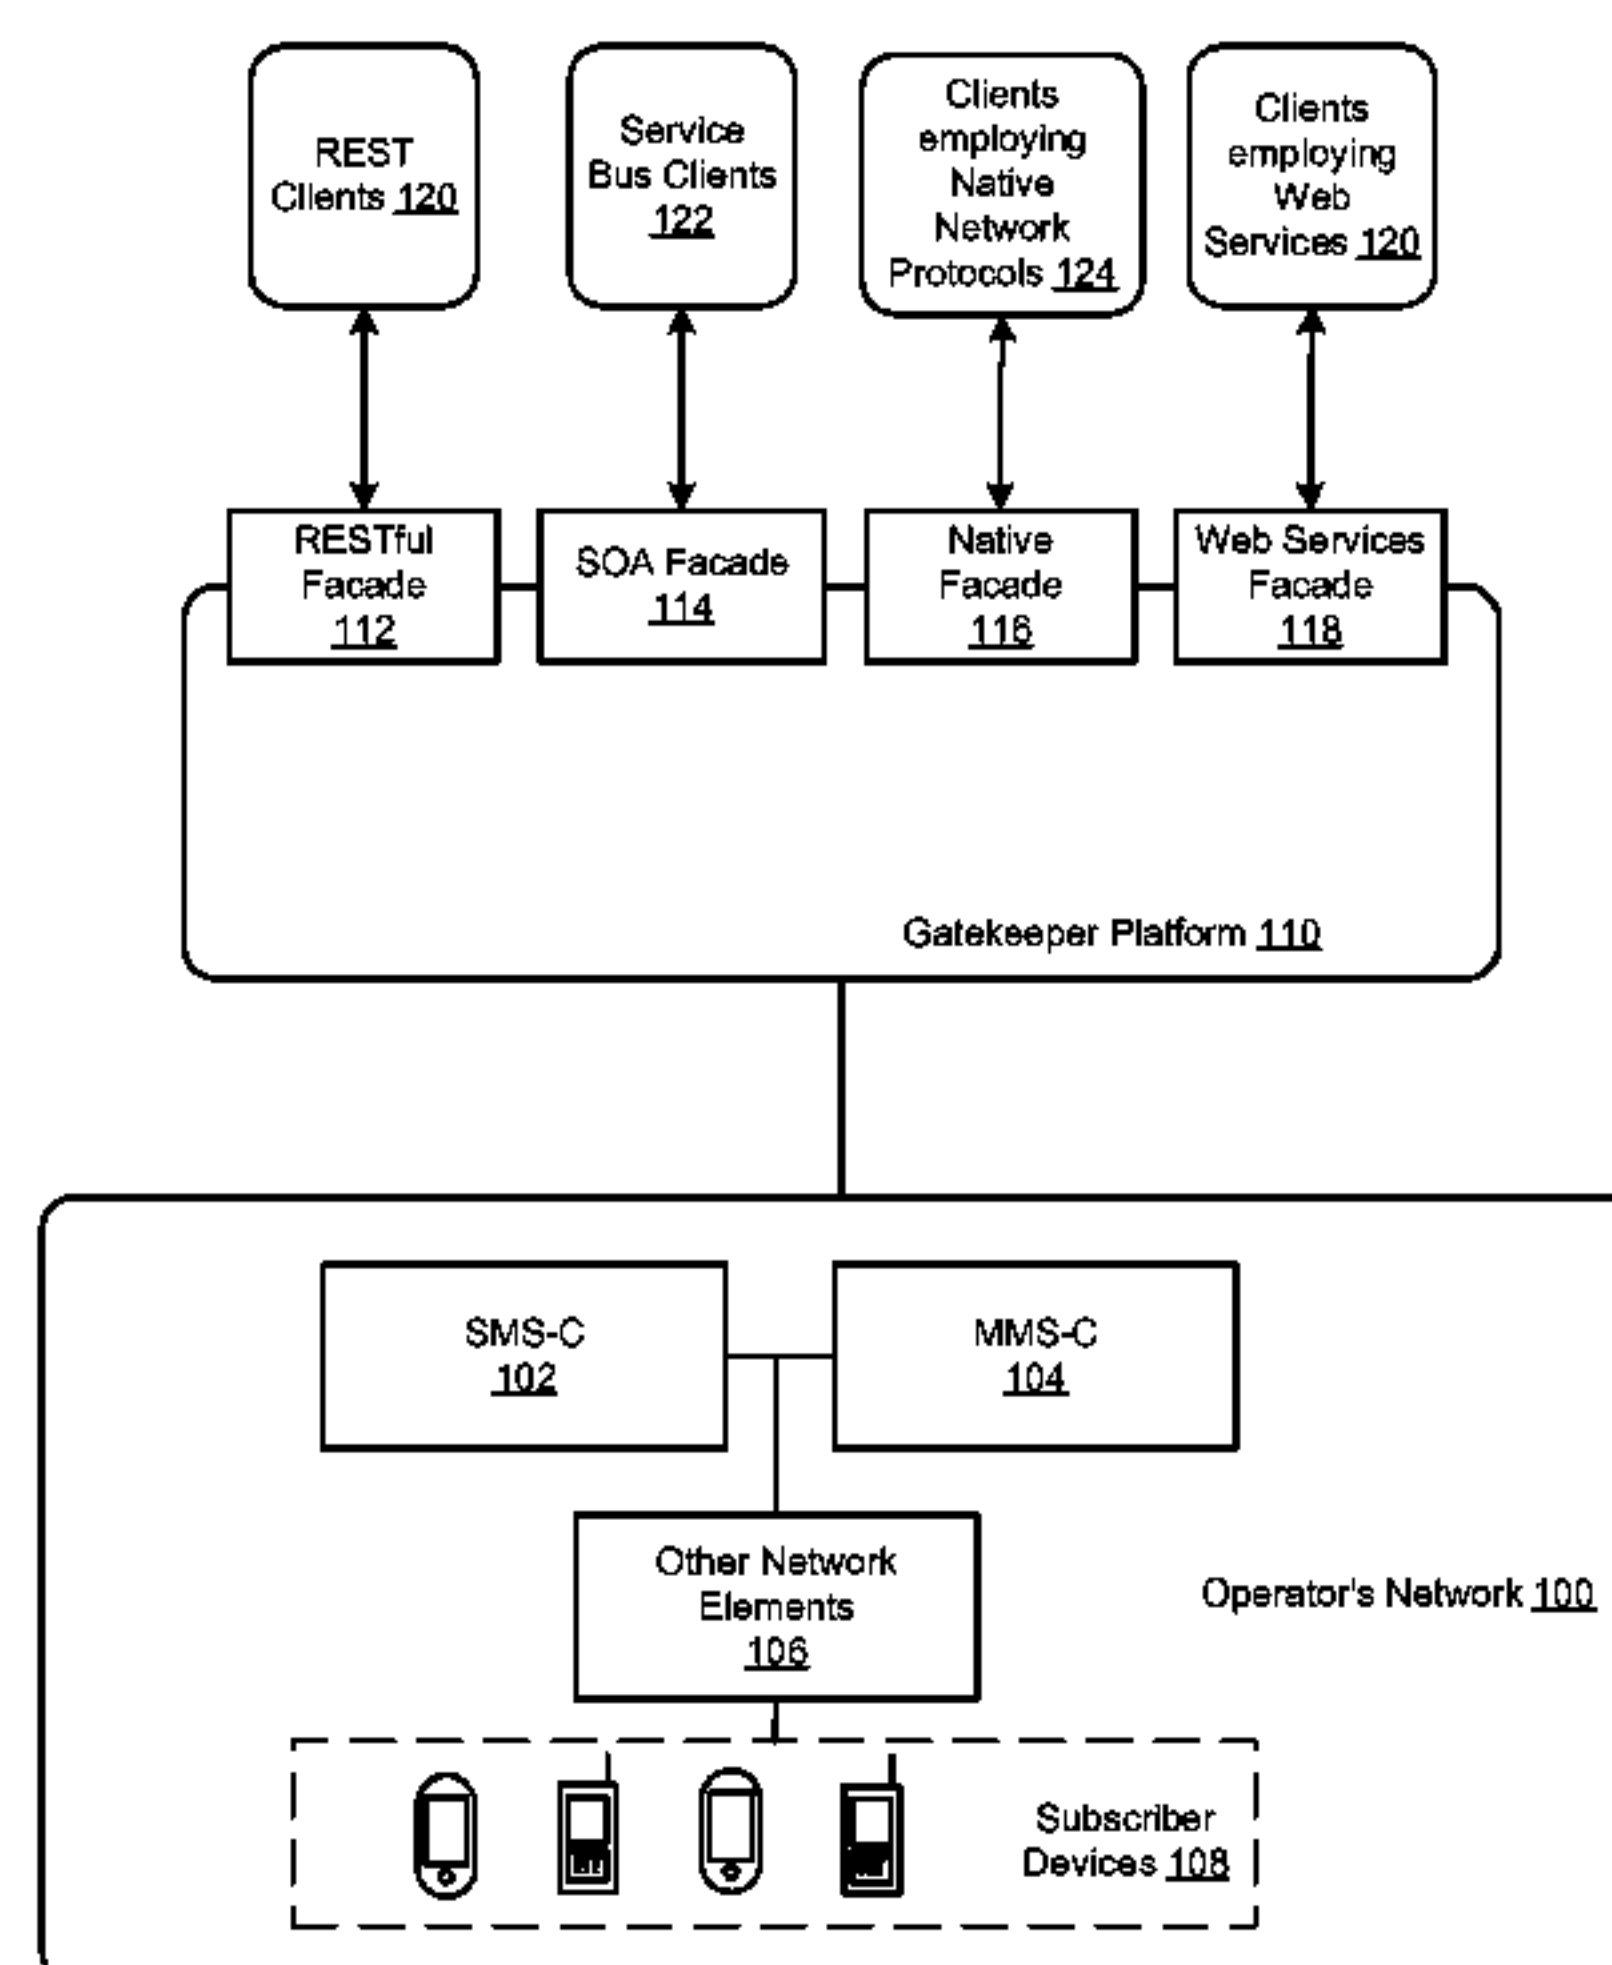 REST
Clients 120
Service
Bus Clients
122
Clients
employing
Native
Network
Protocols 124
Clients
employing
Web
Services 120
RESTful
Facade
112
SOA Facade
114
Native
Facade
116
Web Services
Facade
118
Gatekeeper Platform 110
SMS-C
102
MMS-C
104
Other Network
Elements
106
Operator's Network 100
Subscriber
Devices 108